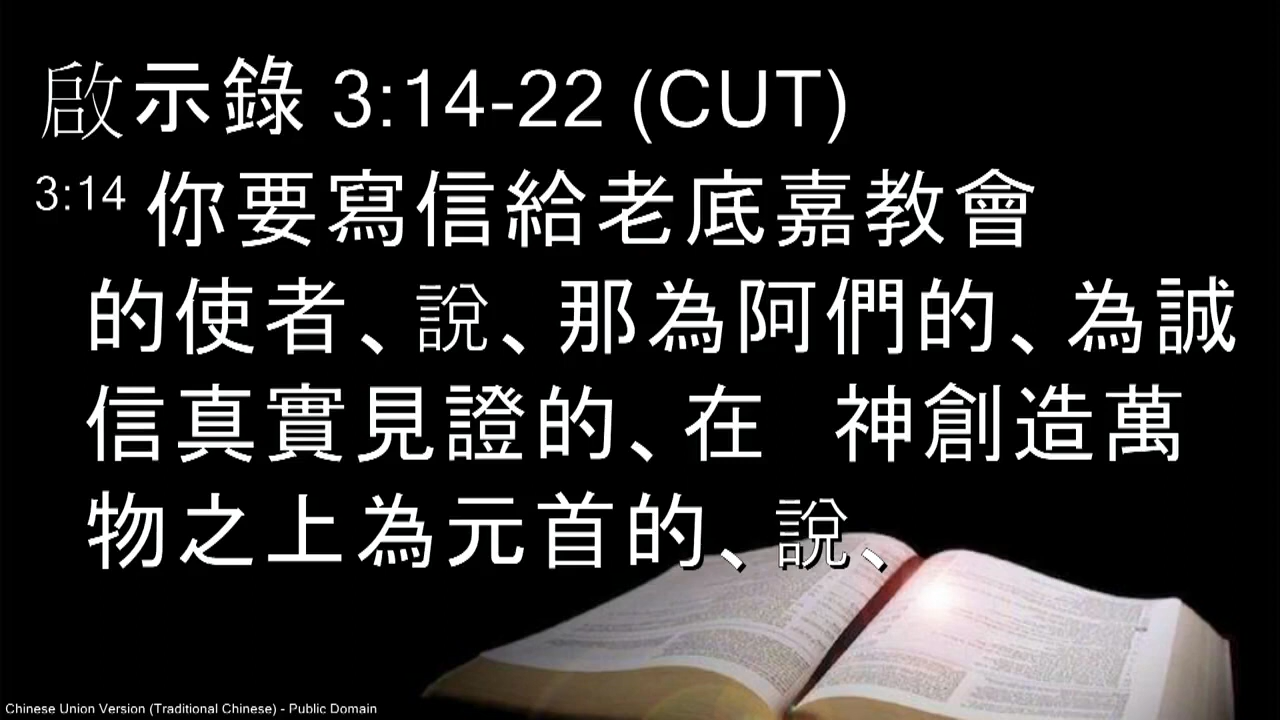 啟示錄 3:14-22 (CUT)
3:14 你要寫信給老底嘉教會
的使者、說、那為阿們的、為誠
信真實見證的、在　神創造萬
物之上為元首的、說、
Chinese Union Version (Traditional Chinese) - Public Domain